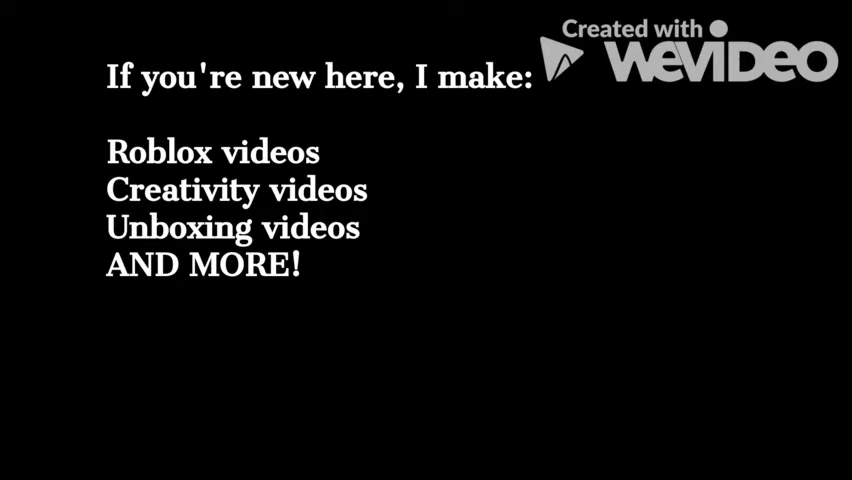 Created with
WEVIDEO
If you're new here, I make:
Roblox videos
Creativity videos
Unboxing videos
AND MORE!